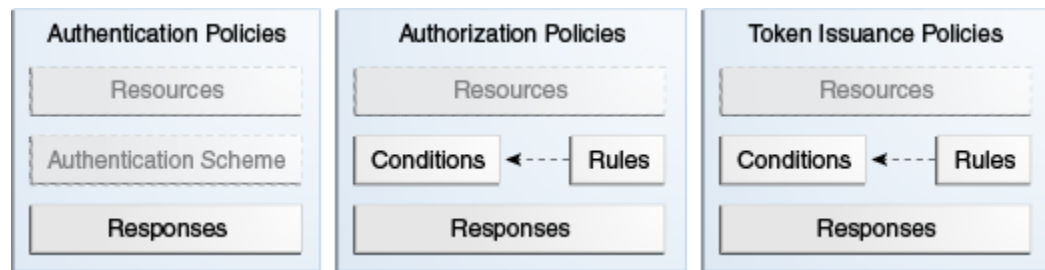 Authentication Policies
Resources
Authentication Scheme
Responses
Authorization Policies
Resources
Conditions
Rules
Responses
Token Issuance Policies
Resources
Conditions
Rules
Responses